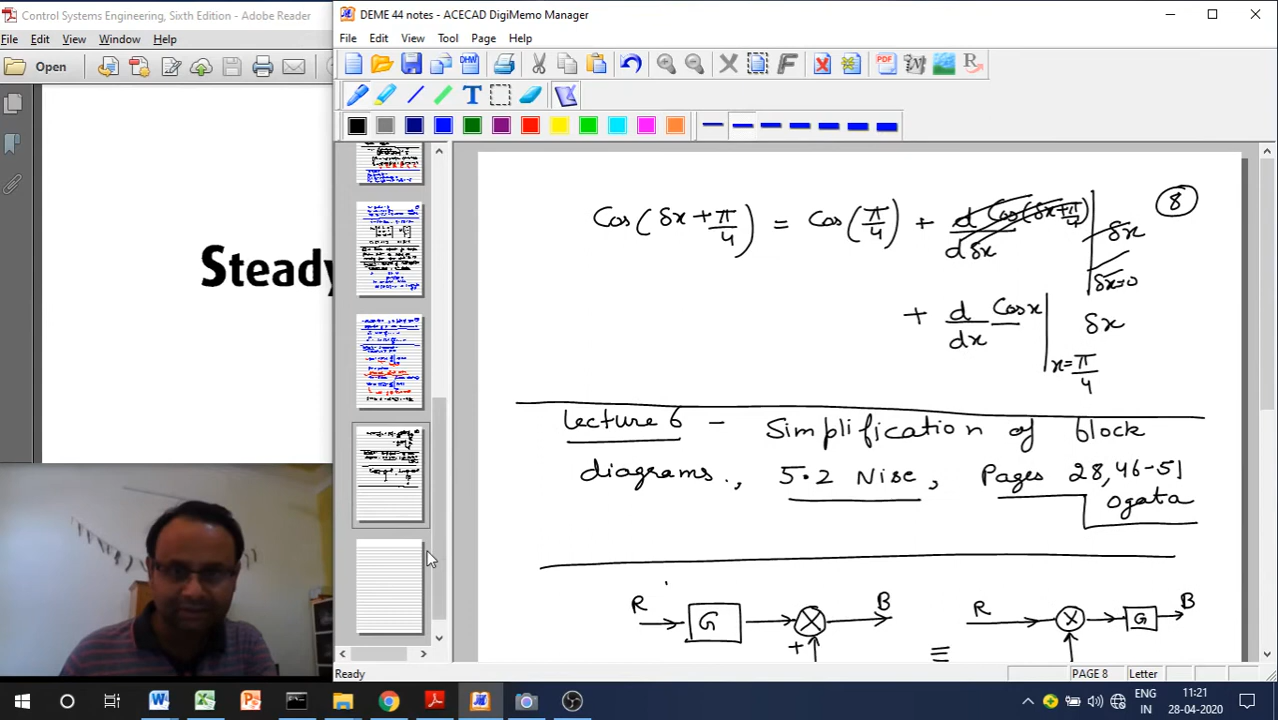 Control Systems Engineering, Sixth Edition - Adobe Reader
File Edit View Window Help
Open
Steady
DEME 44 notes - ACECAD DigiMemo Manager
File Edit View Tool Page Help
Cos(δx + π/4) = Cos(π/4) + d/dδx Cos(δx+π/4) | δx=0 δx
8
+ d/dx Cosx | x=π/4 δx
Lecture 6 - Simplification of block
diagrams., 5.2 Nise, Pages 28,46-51
Ogata
R G + B ≡ R G B
Ready
PAGE 8 Letter
ENG
IN
11:21
28-04-2020